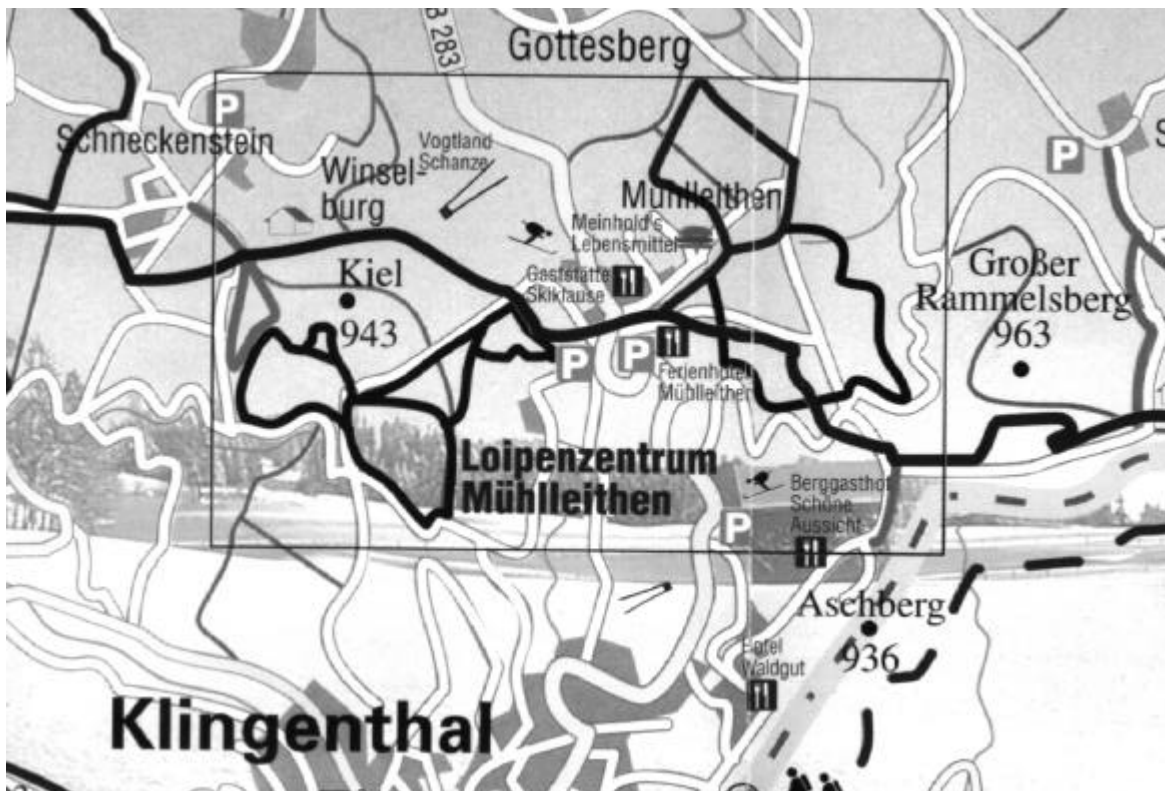 B 283
Gottesberg
P
Schneckenstein
Vogtland
Schanze
P
S
Winsel-
burg
Mühlleithen
Meinhold's
Lebensmittel
Kiel
943
Gaststätte
Skiklause
Großer
Rammelsberg
963
P
P
Ferienhotel
Mühlleithen
Loipenzentrum
Mühlleithen
Berggasthof
Schöne
Aussicht
P
Aschberg
936
Hotel
Waldgut
Klingenthal